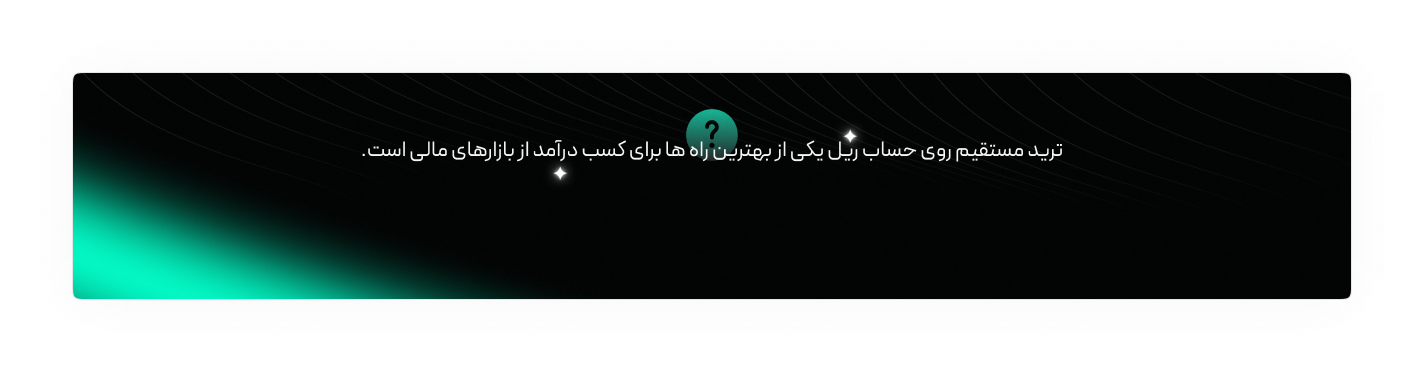 ?
ترید مستقیم روی حساب ریل یکی از بهترین راه ها برای کسب درآمد از بازارهای مالی است.